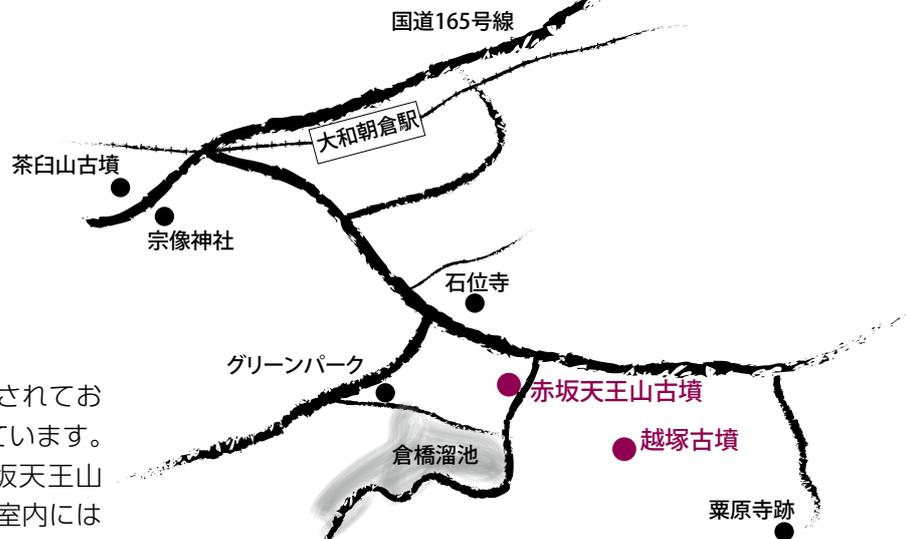 国道165号線
大和朝倉駅
茶臼山古墳
宗像神社
石位寺
グリーンパーク
赤坂天王山古墳
越塚古墳
倉橋溜池
粟原寺跡
されてお
ています。
坂天王山
室内には